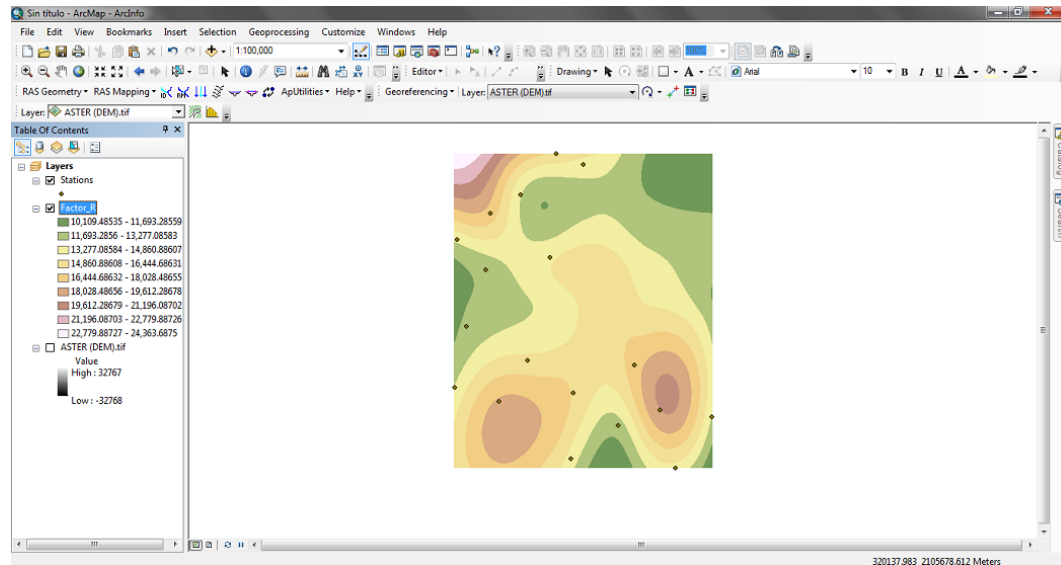 Sin título - ArcMap - ArcInfo
File Edit View Bookmarks Insert Selection Geoprocessing Customize Windows Help
1:100,000
Editor Drawing A Arial 10 B I U A
RAS Geometry RAS Mapping ApUtilities Help Georeferencing Layer: ASTER (DEM).tif
Layer: ASTER (DEM).tif
Table Of Contents
Layers
Stations
Factor_R
10,109.48535 - 11,693.28559
11,693.2856 - 13,277.08583
13,277.08584 - 14,860.88607
14,860.88608 - 16,444.68631
16,444.68632 - 18,028.48655
18,028.48656 - 19,612.28678
19,612.28679 - 21,196.08702
21,196.08703 - 22,779.88726
22,779.88727 - 24,363.6875
ASTER (DEM).tif
Value
High : 32767
Low : -32768
Catalog
320137.983 2105678.612 Meters